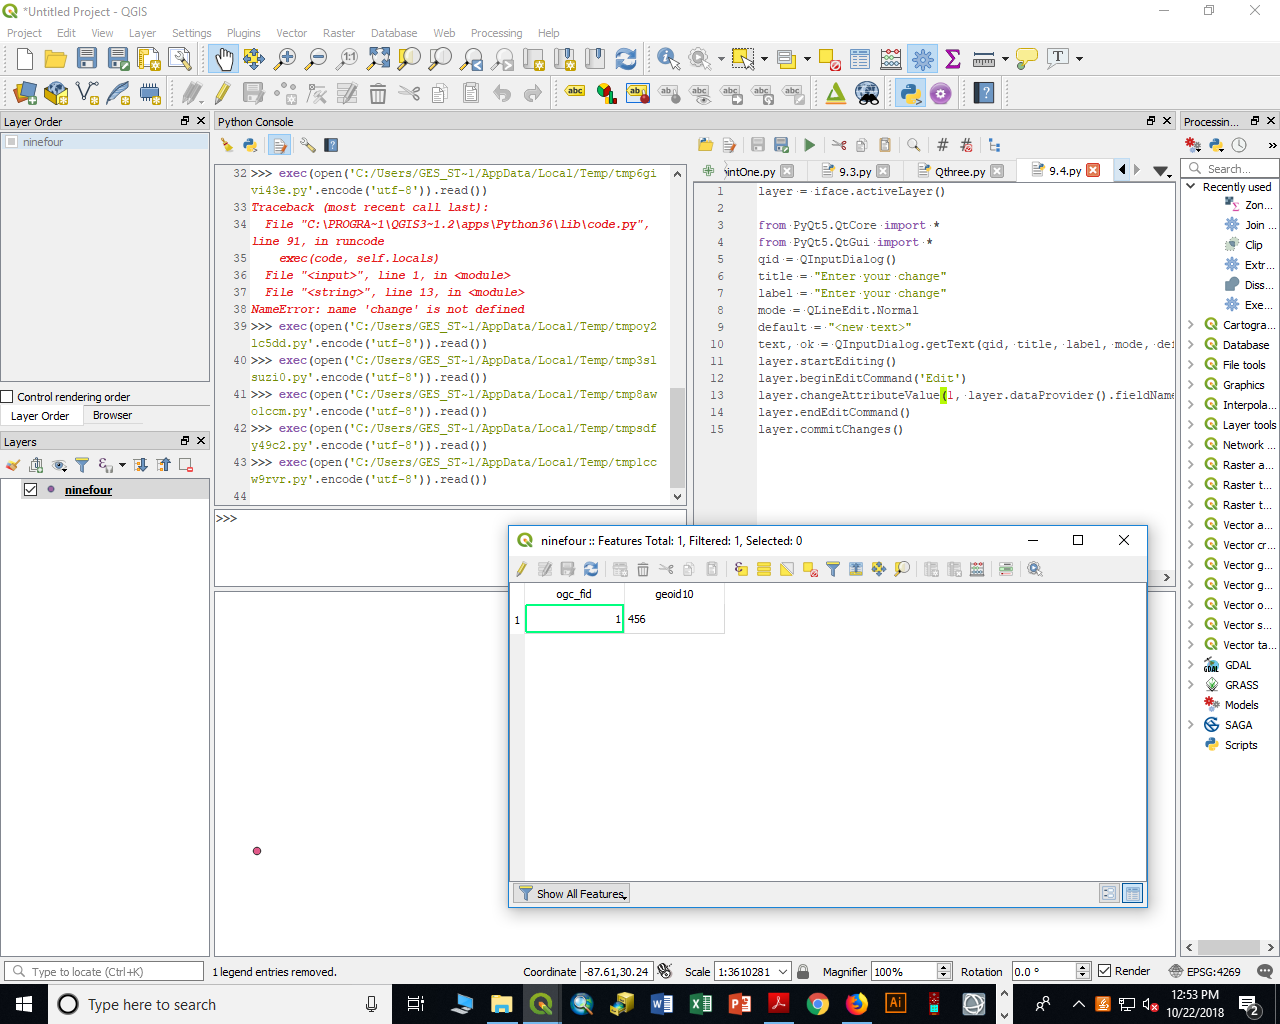 *Untitled Project - QGIS
Project Edit View Layer Settings Plugins Vector Raster Database Web Processing Help
Layer Order
ninefour
Control rendering order
Layer Order Browser
Layers
ninefour
Python Console
32 >>> exec(open('C:/Users/GES_ST~1/AppData/Local/Temp/tmp6gi
vi43e.py'.encode('utf-8')).read())
33 Traceback (most recent call last):
34 File "C:\PROGRA~1\QGIS3~1.2\apps\Python36\lib\code.py",
line 91, in runcode
35 exec(code, self.locals)
36 File "<input>", line 1, in <module>
37 File "<string>", line 13, in <module>
38 NameError: name 'change' is not defined
39 >>> exec(open('C:/Users/GES_ST~1/AppData/Local/Temp/tmpoy2
lc5dd.py'.encode('utf-8')).read())
40 >>> exec(open('C:/Users/GES_ST~1/AppData/Local/Temp/tmp3sl
suzi0.py'.encode('utf-8')).read())
41 >>> exec(open('C:/Users/GES_ST~1/AppData/Local/Temp/tmp8aw
olccm.py'.encode('utf-8')).read())
42 >>> exec(open('C:/Users/GES_ST~1/AppData/Local/Temp/tmpsdf
y49c2.py'.encode('utf-8')).read())
43 >>> exec(open('C:/Users/GES_ST~1/AppData/Local/Temp/tmplcc
w9rvr.py'.encode('utf-8')).read())
44
>>>
intOne.py 9.3.py Qthree.py 9.4.py
1 layer = iface.activeLayer()
2
3 from PyQt5.QtCore import *
4 from PyQt5.QtGui import *
5 qid = QInputDialog()
6 title = "Enter your change"
7 label = "Enter your change"
8 mode = QLineEdit.Normal
9 default = "<new text>"
10 text, ok = QInputDialog.getText(qid, title, label, mode, de
11 layer.startEditing()
12 layer.beginEditCommand('Edit')
13 layer.changeAttributeValue(1, layer.dataProvider().fieldName
14 layer.endEditCommand()
15 layer.commitChanges()
ninefour :: Features Total: 1, Filtered: 1, Selected: 0
ogc_fid geoid10
1 1 456
Show All Features
Processin...
Search...
Recently used
Zon...
Join ...
Clip
Extr...
Diss...
Exe...
Cartogra...
Database
File tools
Graphics
Interpola...
Layer tools
Network ...
Raster a...
Raster t...
Raster t...
Vector a...
Vector cr...
Vector g...
Vector g...
Vector o...
Vector s...
Vector ta...
GDAL
GRASS
Models
SAGA
Scripts
Type to locate (Ctrl+K) 1 legend entries removed. Coordinate -87.61,30.24 Scale 1:3610281 Magnifier 100% Rotation 0.0 ° Render EPSG:4269
Type here to search
12:53 PM
10/22/2018
2